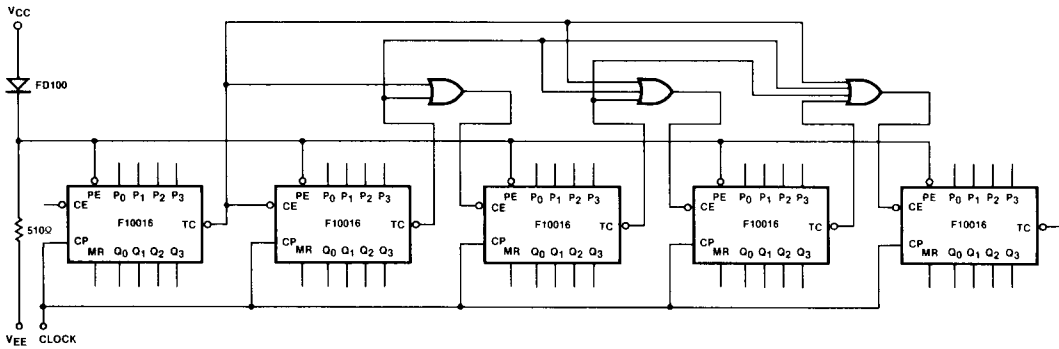 VCC
FD100
PE P0 P1 P2 P3
CE F10016 TC
CP
MR Q0 Q1 Q2 Q3
PE P0 P1 P2 P3
CE F10016 TC
CP
MR Q0 Q1 Q2 Q3
PE P0 P1 P2 P3
CE F10016 TC
CP
MR Q0 Q1 Q2 Q3
PE P0 P1 P2 P3
CE F10016 TC
CP
MR Q0 Q1 Q2 Q3
PE P0 P1 P2 P3
CE F10016 TC
CP
MR Q0 Q1 Q2 Q3
510Ω
VEE
CLOCK